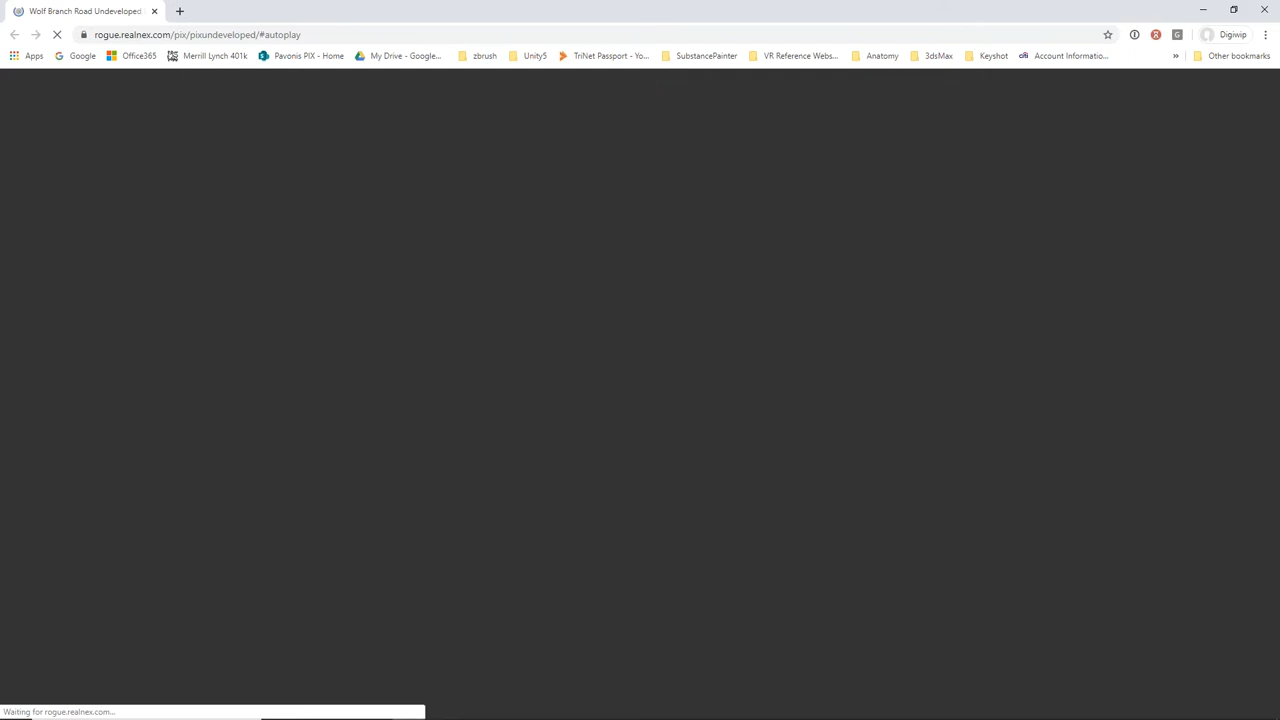 Wolf Branch Road Undeveloped
rogue.realnex.com/pix/pixundeveloped/#autoplay
Digiwip
Apps Google Office365 Merrill Lynch 401k Pavonis PIX - Home My Drive - Google... zbrush Unity5 TriNet Passport - Yo... SubstancePainter VR Reference Webs... Anatomy 3dsMax Keyshot citi Account Informatio... » Other bookmarks
Waiting for rogue.realnex.com...